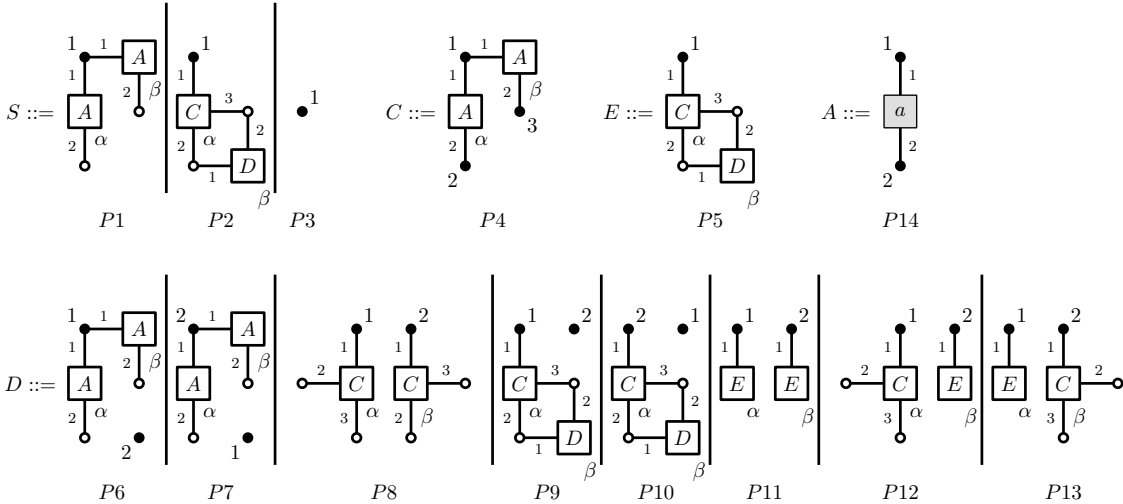 1 1 A 1 1 1 A 1 1
1 1 1 2 β 1 1 2 β 1 1
S ::= A C 3 1 C ::= A 3 E ::= C 3 A ::= a
2 α 2 α 2 2 α 2 α 2 2
1 D 2 1 D 2
β β
P1 P2 P3 P4 P5 P14
1 1 A 2 1 A 1 2 1 2 2 1 1 2 1 2 1 2
1 2 β 1 2 β 1 1 1 1 1 1 1 1 1 1
D ::= A A 2 C C 3 C 3 C 3 E E 2 C E E C 2
2 α 2 α 3 α 2 β 2 α 2 2 α 2 α β 3 α β α 3 β
2 1 1 D 1 D
β β
P6 P7 P8 P9 P10 P11 P12 P13